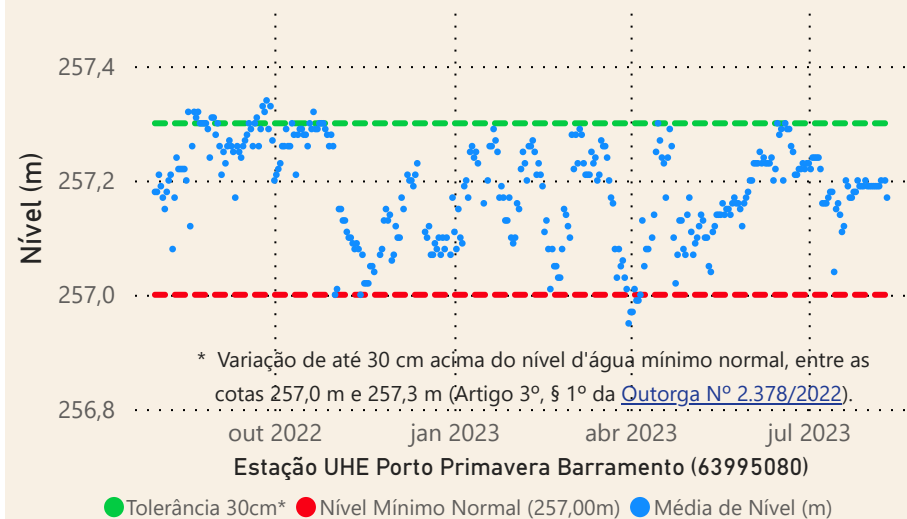 257,4
257,2
257,0
256,8
Nível (m)
* Variação de até 30 cm acima do nível d'água mínimo normal, entre as
cotas 257,0 m e 257,3 m (Artigo 3º, § 1º da Outorga Nº 2.378/2022).
out 2022 jan 2023 abr 2023 jul 2023
Estação UHE Porto Primavera Barramento (63995080)
Tolerância 30cm* Nível Mínimo Normal (257,00m) Média de Nível (m)